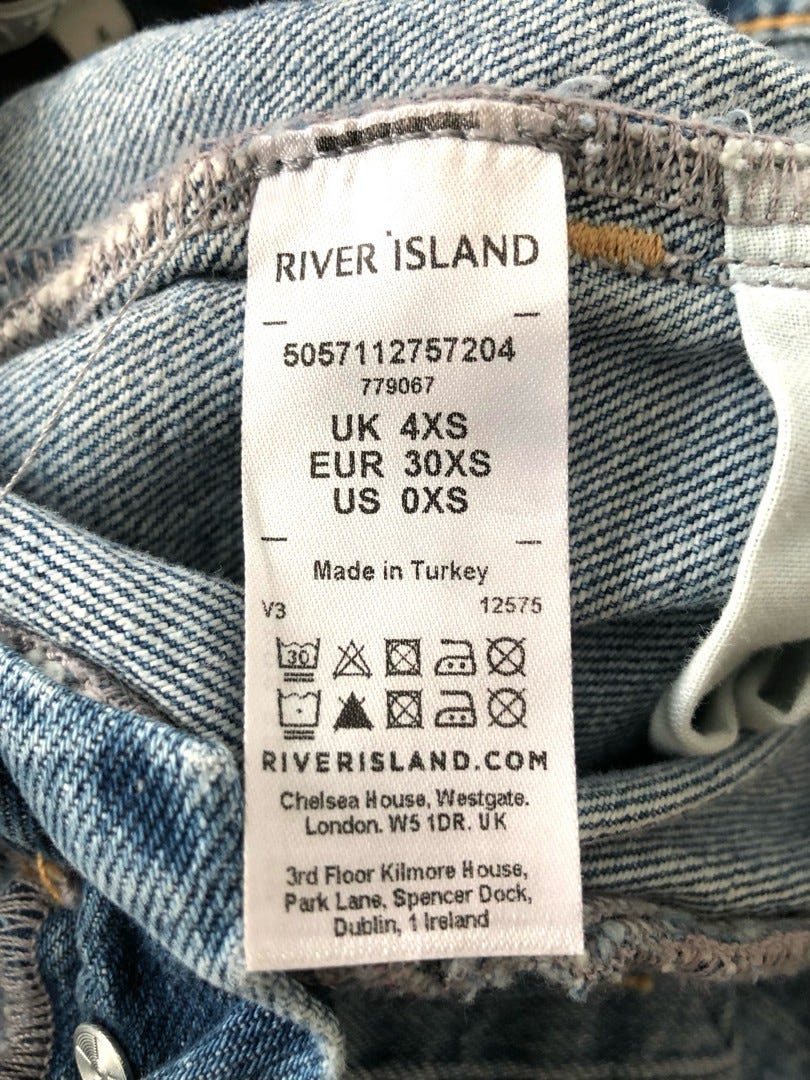 RIVER ISLAND
5057112757204
779067
UK 4XS
EUR 30XS
US 0XS
Made in Turkey
V3 12575
30
RIVERISLAND.COM
Chelsea House, Westgate.
London. W5 1DR. UK
3rd Floor Kilmore House,
Park Lane, Spencer Dock,
Dublin, 1 Ireland